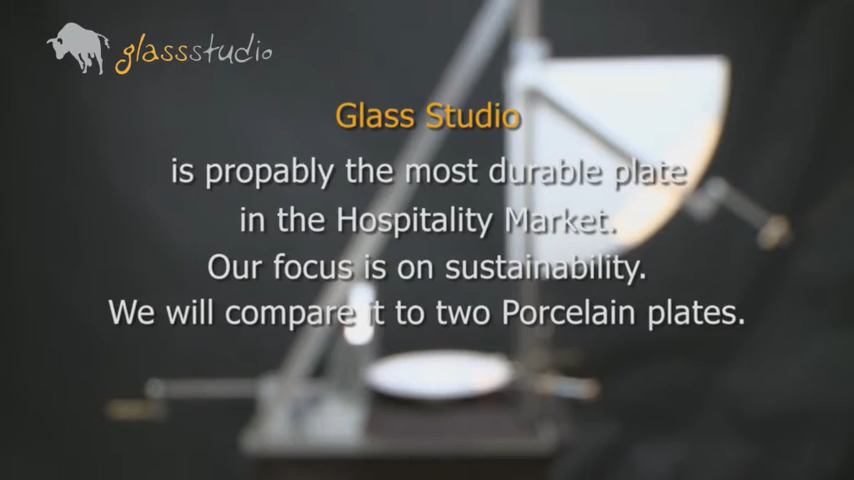 glassstudio
Glass Studio
is propably the most durable plate
in the Hospitality Market.
Our focus is on sustainability.
We will compare it to two Porcelain plates.